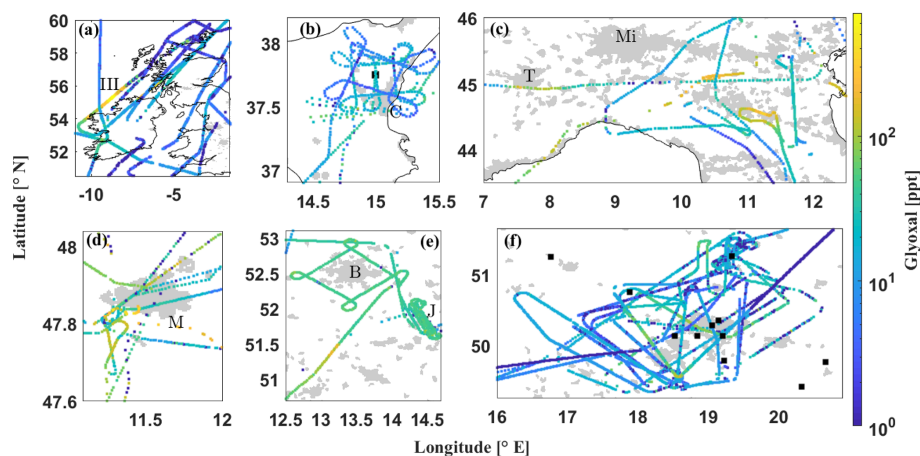 (a)
60
58
56
54
52
III
-10
-5
(b)
38
37.5
37
C
14.5
15
15.5
(c)
46
45
44
Mi
T
7
8
9
10
11
12
Latitude [° N]
(d)
48
47.8
47.6
M
11.5
12
(e)
53
52.5
52
51.5
51
B
J
12.5
13
13.5
14
14.5
(f)
51
50
16
17
18
19
20
Longitude [° E]
10²
10¹
10⁰
Glyoxal [ppt]